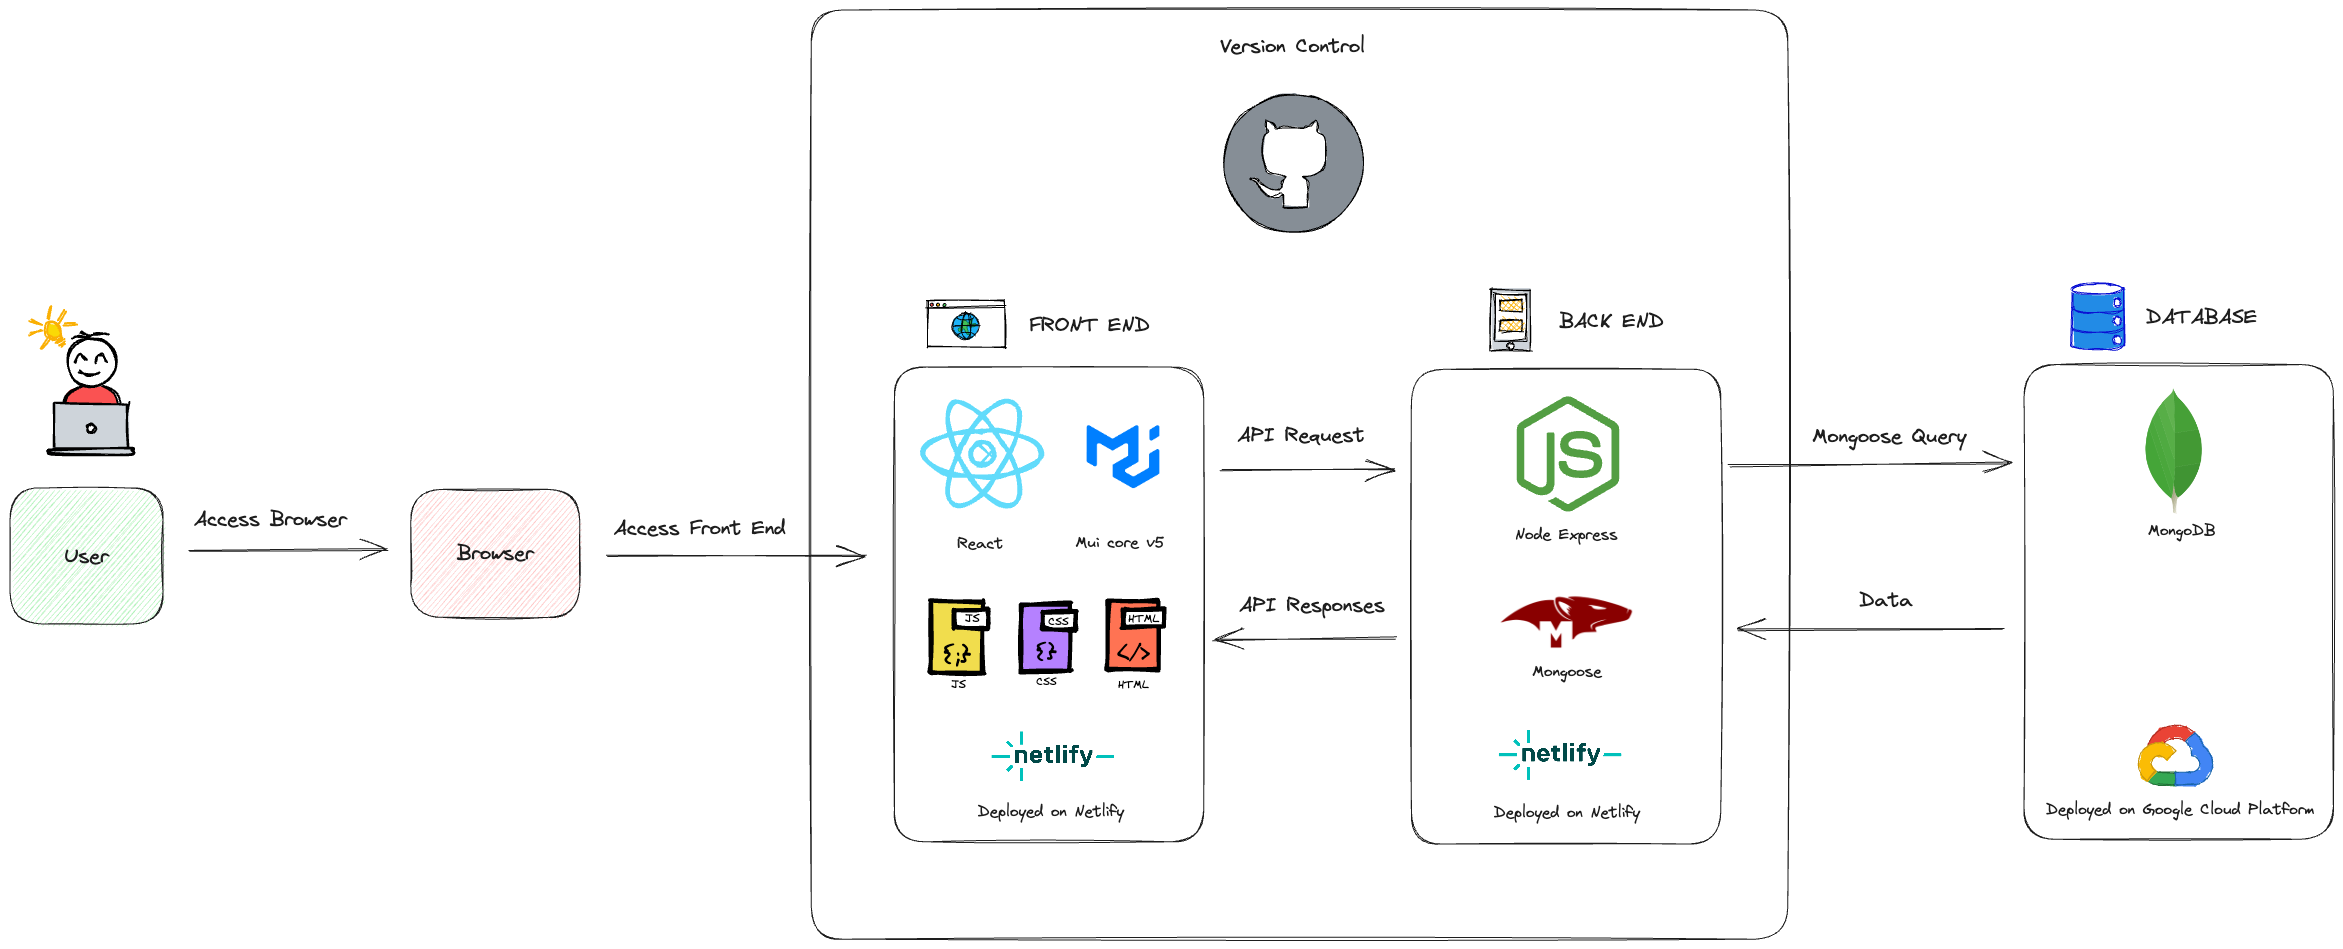 Version Control
FRONT END
BACK END
DATABASE
User
Access Browser
Browser
Access Front End
React
Mui core v5
JS
CSS
HTML
{;}
{}
</>
JS
CSS
HTML
netlify
Deployed on Netlify
API Request
API Responses
JS
Node Express
M
Mongoose
netlify
Deployed on Netlify
Mongoose Query
Data
MongoDB
Deployed on Google Cloud Platform